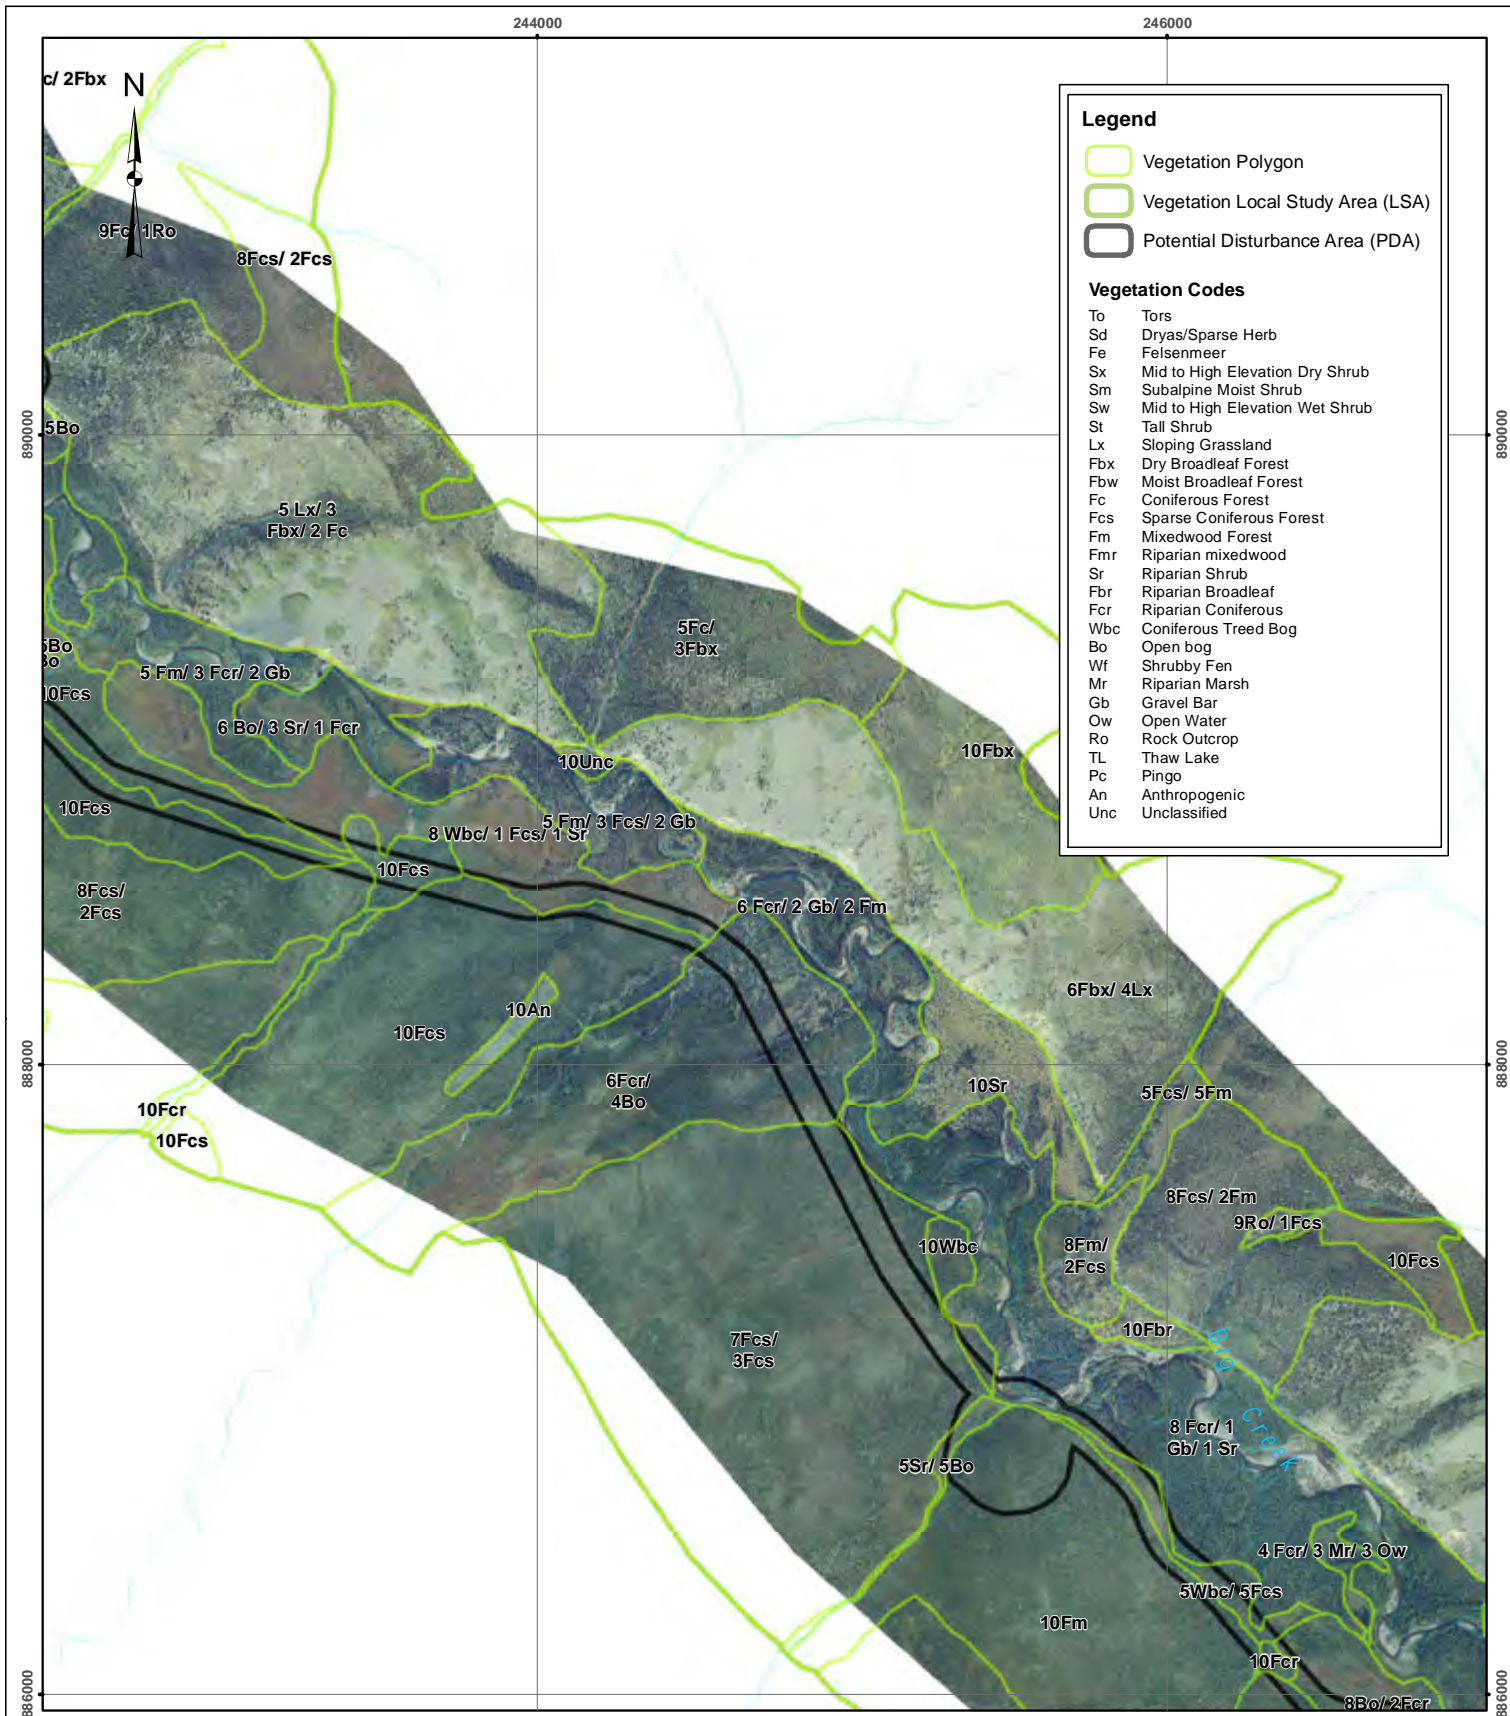 244000
246000
c/ 2Fbx
N
9Fc/ 1Ro
8Fcs/ 2Fcs
Legend
Vegetation Polygon
Vegetation Local Study Area (LSA)
Potential Disturbance Area (PDA)
Vegetation Codes
To Tors
Sd Dryas/Sparse Herb
Fe Felsenmeer
Sx Mid to High Elevation Dry Shrub
Sm Subalpine Moist Shrub
Sw Mid to High Elevation Wet Shrub
St Tall Shrub
Lx Sloping Grassland
Fbx Dry Broadleaf Forest
Fbw Moist Broadleaf Forest
Fc Coniferous Forest
Fcs Sparse Coniferous Forest
Fm Mixedwood Forest
Fmr Riparian mixedwood
Sr Riparian Shrub
Fbr Riparian Broadleaf
Fcr Riparian Coniferous
Wbc Coniferous Treed Bog
Bo Open bog
Wf Shrubby Fen
Mr Riparian Marsh
Gb Gravel Bar
Ow Open Water
Ro Rock Outcrop
TL Thaw Lake
Pc Pingo
An Anthropogenic
Unc Unclassified
890000
890000
5Bo
5 Lx/ 3
Fbx/ 2 Fc
5Fc/
3Fbx
5Bo
Bo
5 Fm/ 3 Fcr/ 2 Gb
10Fcs
6 Bo/ 3 Sr/ 1 Fcr
10Fbx
10Unc
10Fcs
5 Fm/ 3 Fcs/ 2 Gb
8 Wbc/ 1 Fcs/ 1 Sr
10Fcs
8Fcs/
2Fcs
6 Fcr/ 2 Gb/ 2 Fm
6Fbx/ 4Lx
10An
10Fcs
888000
888000
6Fcr/
4Bo
10Sr
5Fcs/ 5Fm
10Fcr
10Fcs
8Fcs/ 2Fm
9Ro/ 1Fcs
10Wbc
8Fm/
2Fcs
10Fcs
10Fbr
7Fcs/
3Fcs
Big
Creek
8 Fcr/ 1
Gb/ 1 Sr
5Sr/ 5Bo
4 Fcr/ 3 Mr/ 3 Ow
5Wbc/ 5Fcs
10Fm
10Fcr
886000
886000
8Bo/ 2Fcr